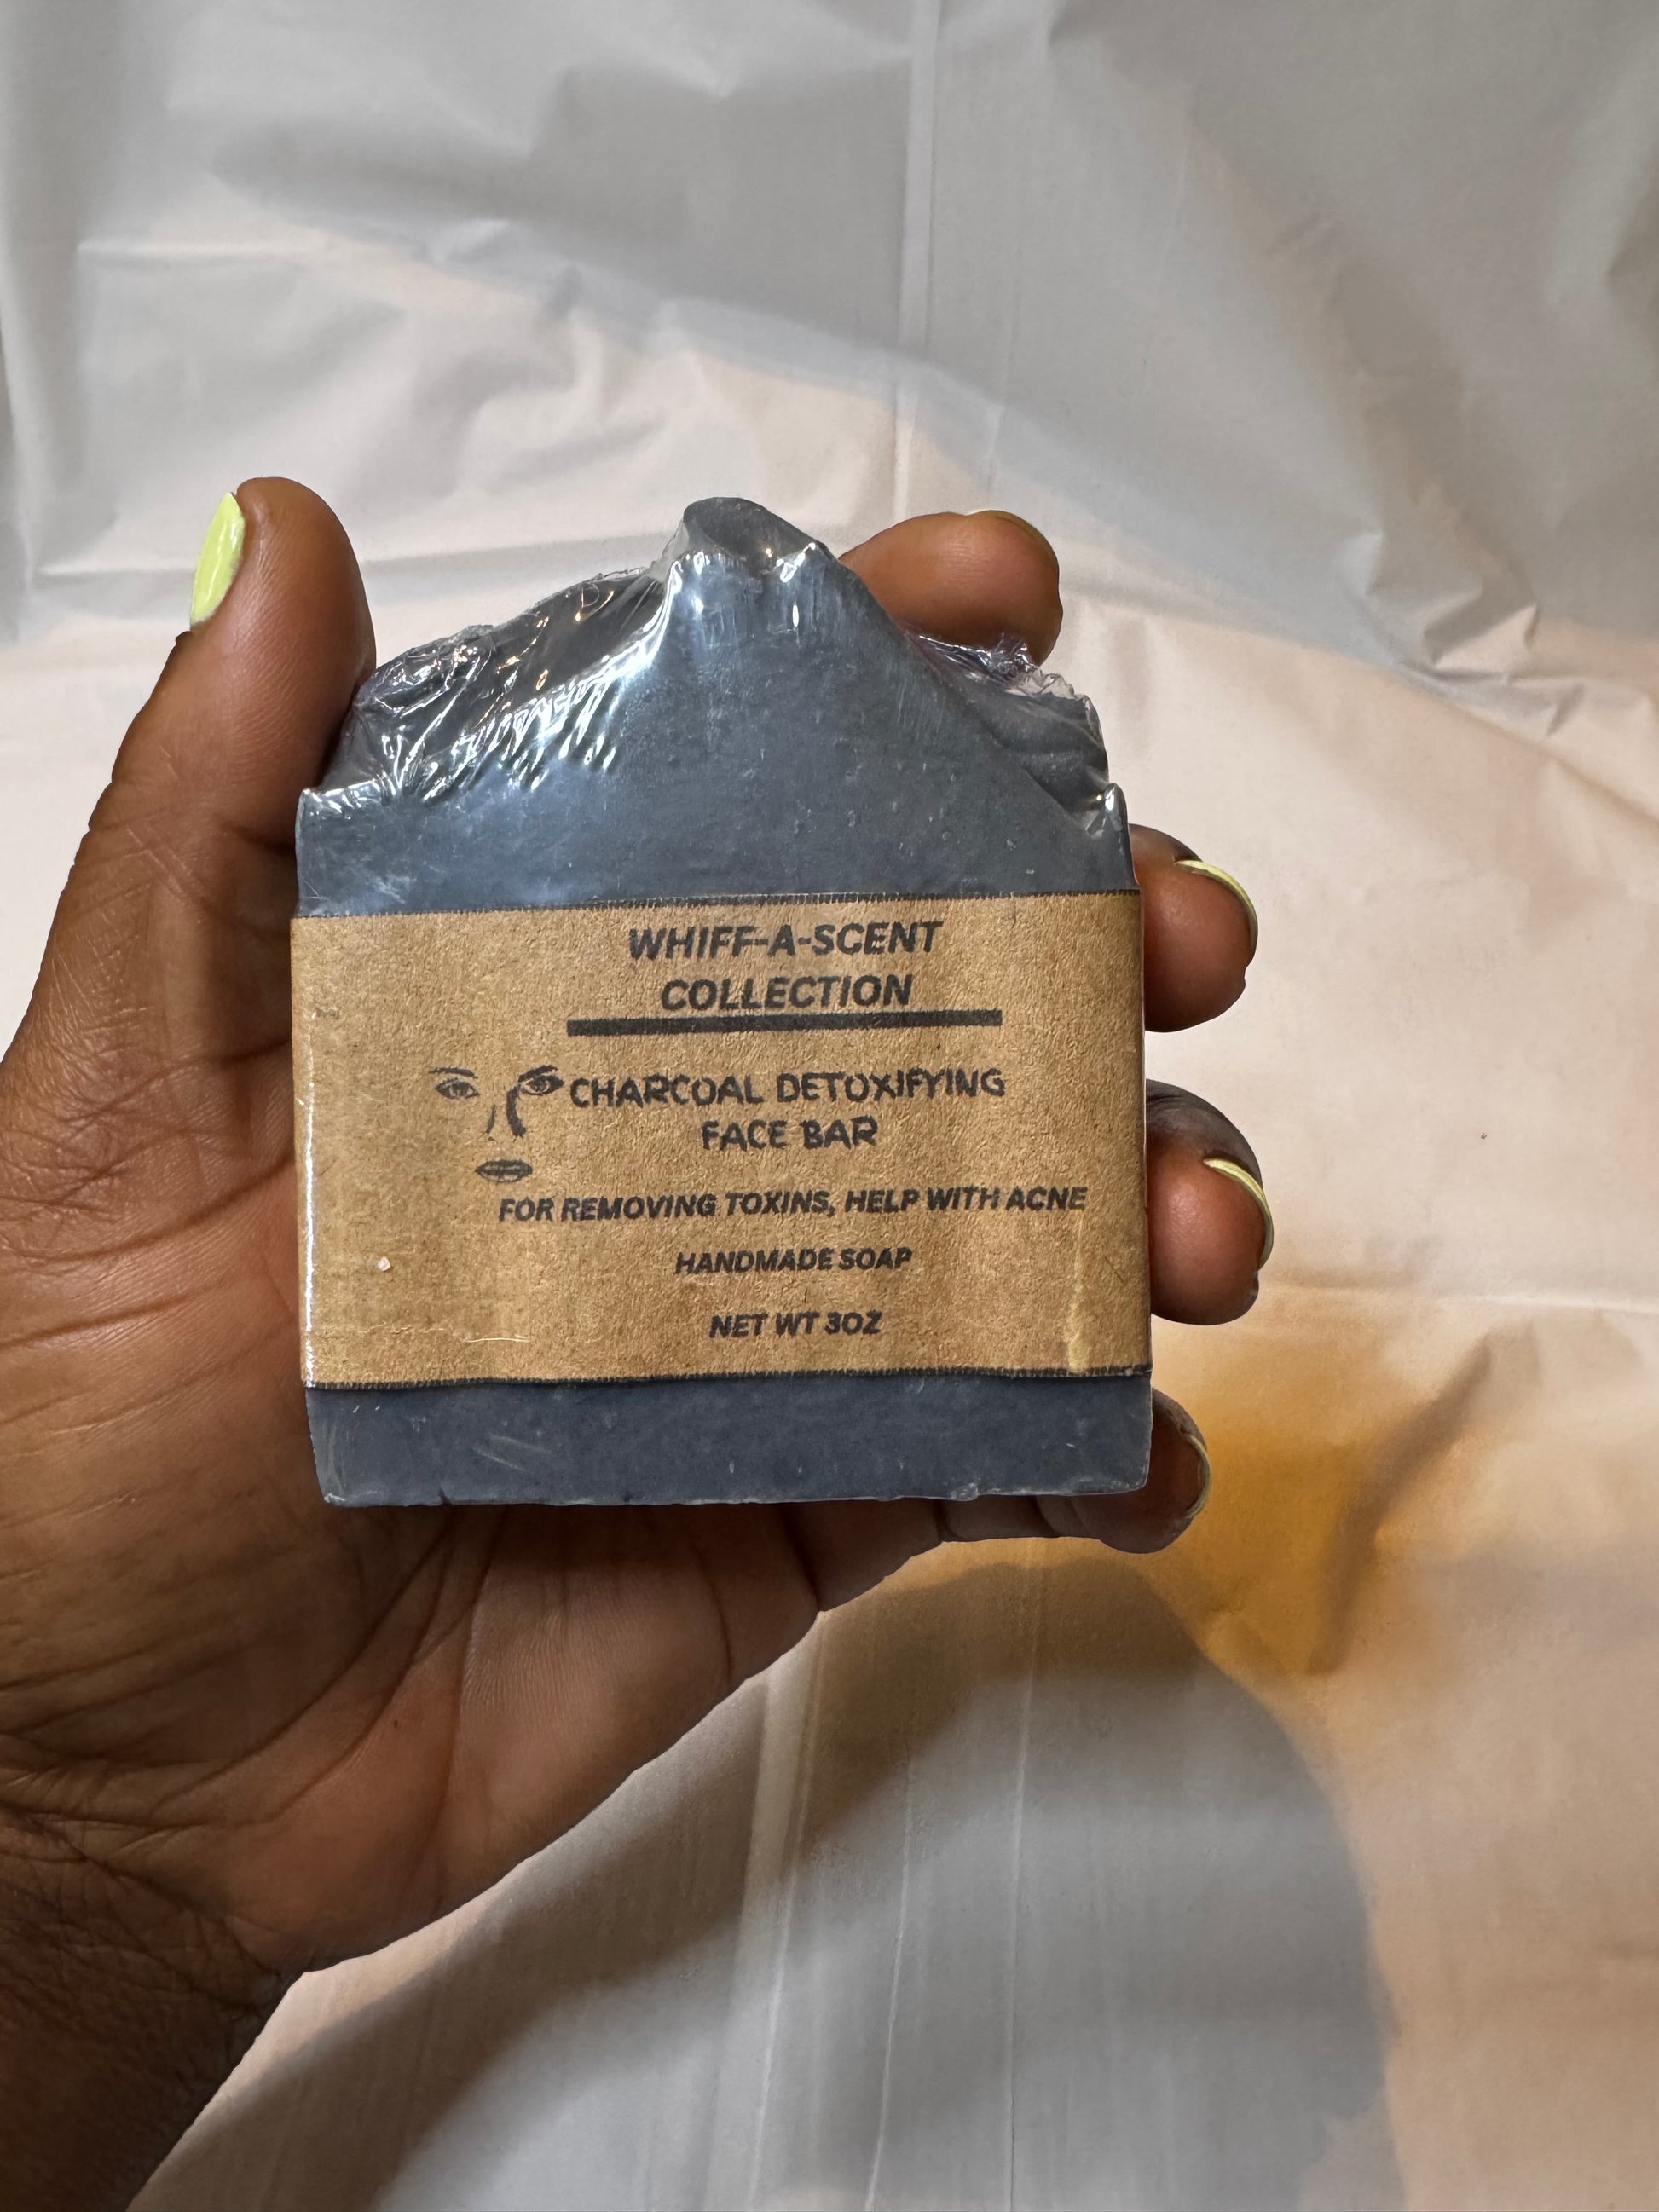 WHIFF-A-SCENT
COLLECTION
CHARCOAL DETOXIFYING
FACE BAR
FOR REMOVING TOXINS, HELP WITH ACNE
HANDMADE SOAP
NET WT 3OZ